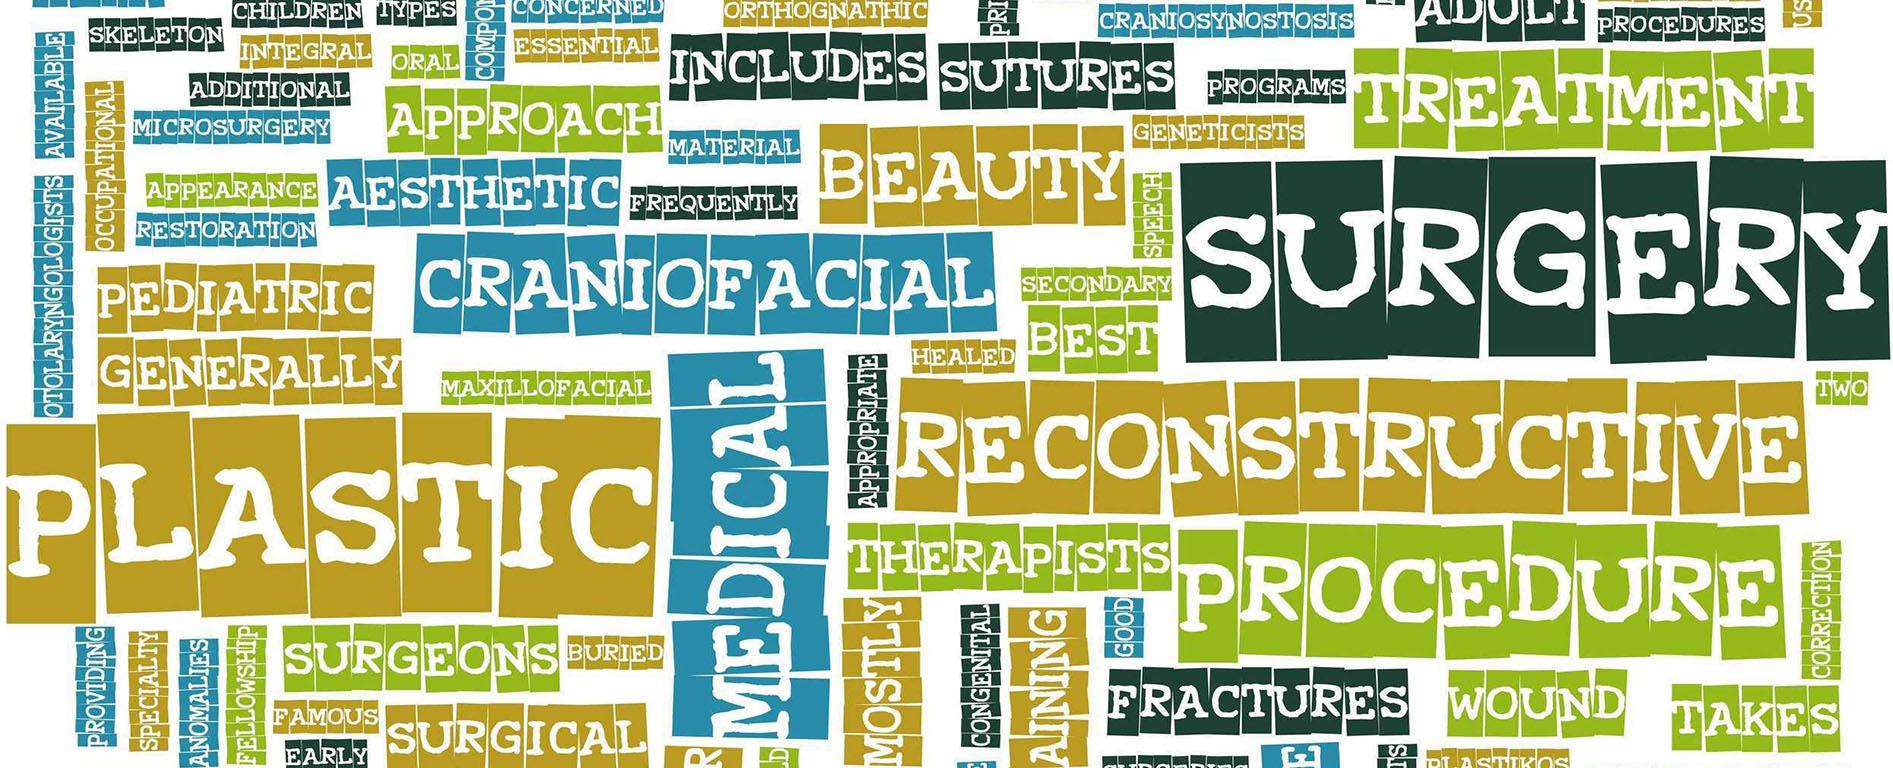 CHILDREN
TYPES
CONCERNED
ORTHOGNATHIC
CRANIOSYNOSTOSIS
ADULT
PROCEDURES
SKELETON
INTEGRAL
ORAL
ESSENTIAL
INCLUDES
SUTURES
PROGRAMS
TREATMENT
AVAILABLE
OCCUPATIONAL
ADDITIONAL
MICROSURGERY
APPROACH
MATERIAL
BEAUTY
GENETICISTS
APPEARANCE
AESTHETIC
FREQUENTLY
SPEECH
SURGERY
RESTORATION
OTOLARYNGOLOGISTS
CRANIOFACIAL
PEDIATRIC
SECONDARY
BEST
GENERALLY
HEALED
MAXILLOFACIAL
MEDICAL
APPROPRIATE
RECONSTRUCTIVE
TWO
PLASTIC
THERAPISTS
PROCEDURE
CORRECTION
PROVIDING
SPECIALITY
ANOMALIES
FELLOWSHIP
SURGEONS
BURIED
MOSTLY
CONGENITAL
AINING
GOOD
FRACTURES
WOUND
TAKES
FAMOUS
EARLY
SURGICAL
PLASTIKOS